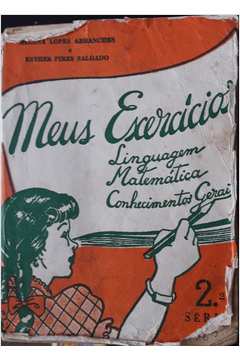 LOPES ABRANCHES
e
ESTHER PIRES SALGADO
Meus Exercícios
Linguagem
Matemática
Conhecimentos Gerais
2.ª
SÉRIE